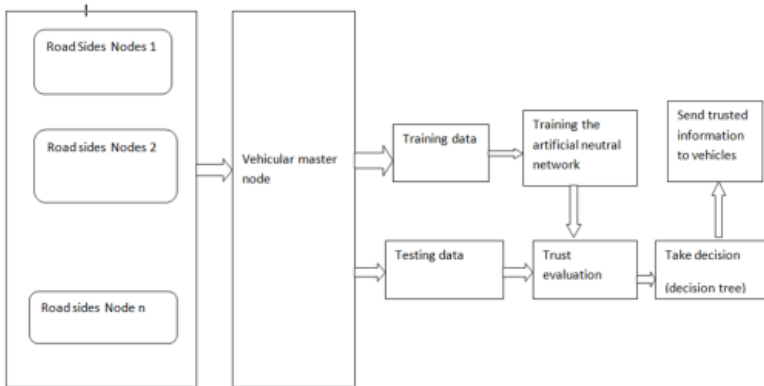 Road Sides Nodes 1
Road sides Nodes 2
Road sides Node n
Vehicular master
node
Training data
Training the
artificial neutral
network
Send trusted
information
to vehicles
Testing data
Trust
evaluation
Take decision
(decision tree)